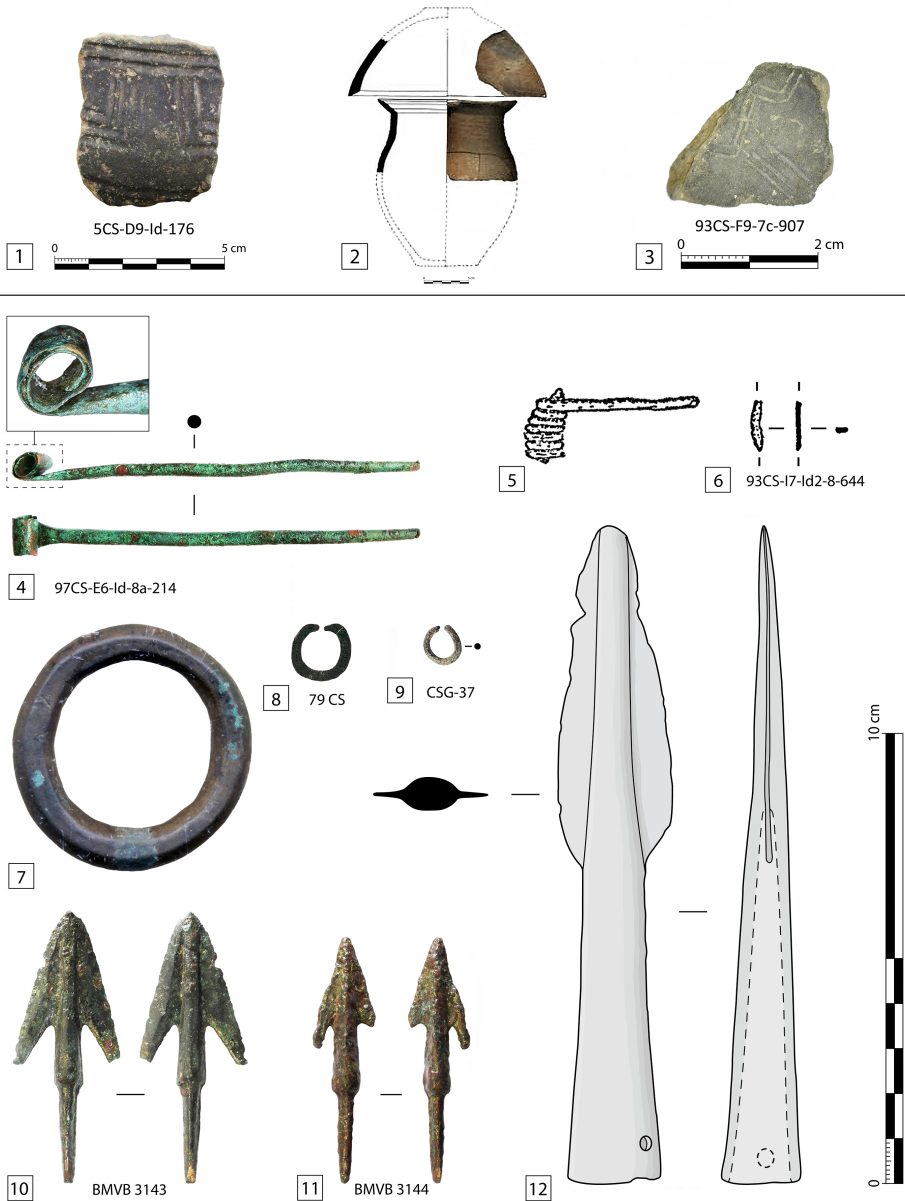 5CS-D9-Id-176
0 5 cm
1
2
93CS-F9-7c-907
0 2 cm
3
4
97CS-E6-Id-8a-214
5
6
93CS-I7-Id2-8-644
7
8
79 CS
9
CSG-37
10 cm
0
10
BMVB 3143
11
BMVB 3144
12